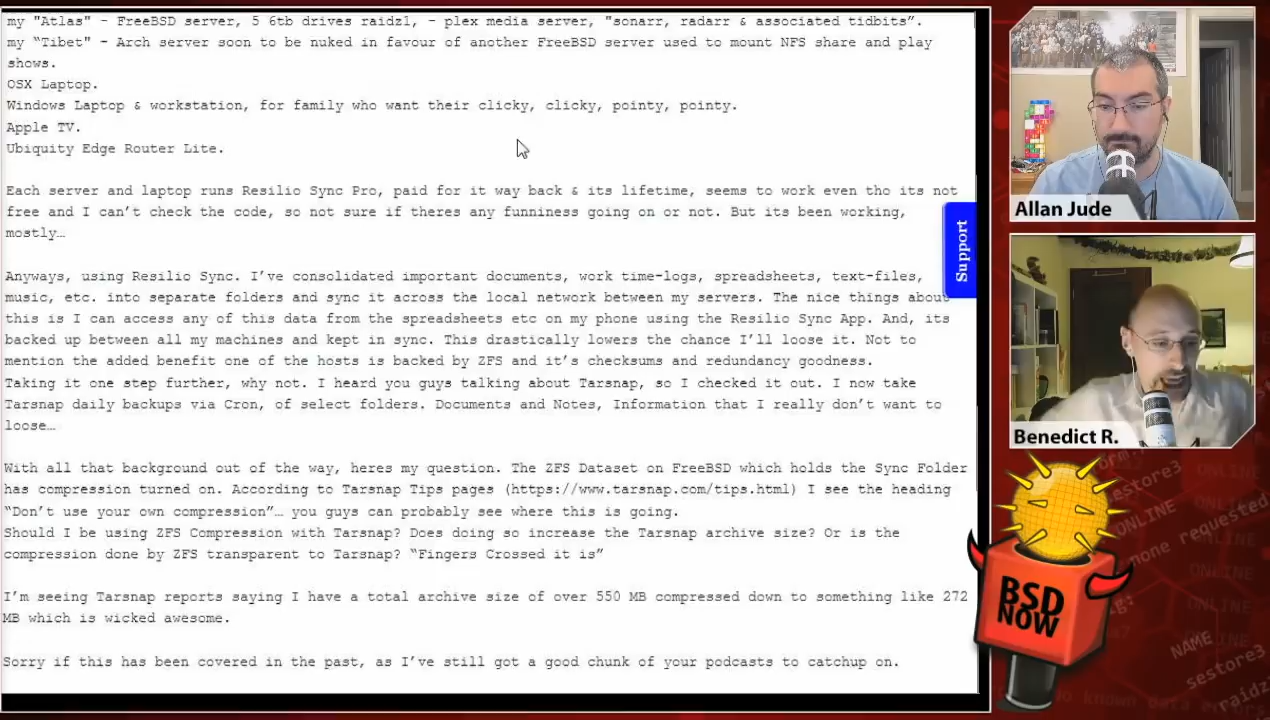 my "Atlas" - FreeBSD server, 5 6tb drives raidz1, - plex media server, "sonarr, radarr & associated tidbits”.
my “Tibet" - Arch server soon to be nuked in favour of another FreeBSD server used to mount NFS share and play
shows.
OSX Laptop.
Windows Laptop & workstation, for family who want their clicky, clicky, pointy, pointy.
Apple TV.
Ubiquity Edge Router Lite.
Each server and laptop runs Resilio Sync Pro, paid for it way back & its lifetime, seems to work even tho its not
free and I can’t check the code, so not sure if theres any funniness going on or not. But its been working,
mostly…
Anyways, using Resilio Sync. I’ve consolidated important documents, work time-logs, spreadsheets, text-files,
music, etc. into separate folders and sync it across the local network between my servers. The nice things about
this is I can access any of this data from the spreadsheets etc on my phone using the Resilio Sync App. And, its
backed up between all my machines and kept in sync. This drastically lowers the chance I’ll loose it. Not to
mention the added benefit one of the hosts is backed by ZFS and it’s checksums and redundancy goodness.
Taking it one step further, why not. I heard you guys talking about Tarsnap, so I checked it out. I now take
Tarsnap daily backups via Cron, of select folders. Documents and Notes, Information that I really don’t want to
loose…
With all that background out of the way, heres my question. The ZFS Dataset on FreeBSD which holds the Sync Folder
has compression turned on. According to Tarsnap Tips pages (https://www.tarsnap.com/tips.html) I see the heading
“Don’t use your own compression”… you guys can probably see where this is going.
Should I be using ZFS Compression with Tarsnap? Does doing so increase the Tarsnap archive size? Or is the
compression done by ZFS transparent to Tarsnap? “Fingers Crossed it is”
I’m seeing Tarsnap reports saying I have a total archive size of over 550 MB compressed down to something like 272
MB which is wicked awesome.
Sorry if this has been covered in the past, as I’ve still got a good chunk of your podcasts to catchup on.
Support
Allan Jude
Benedict R.
BSD
NOW
sestore3
ONLINE
none requested
NAME
sestore3
raidz